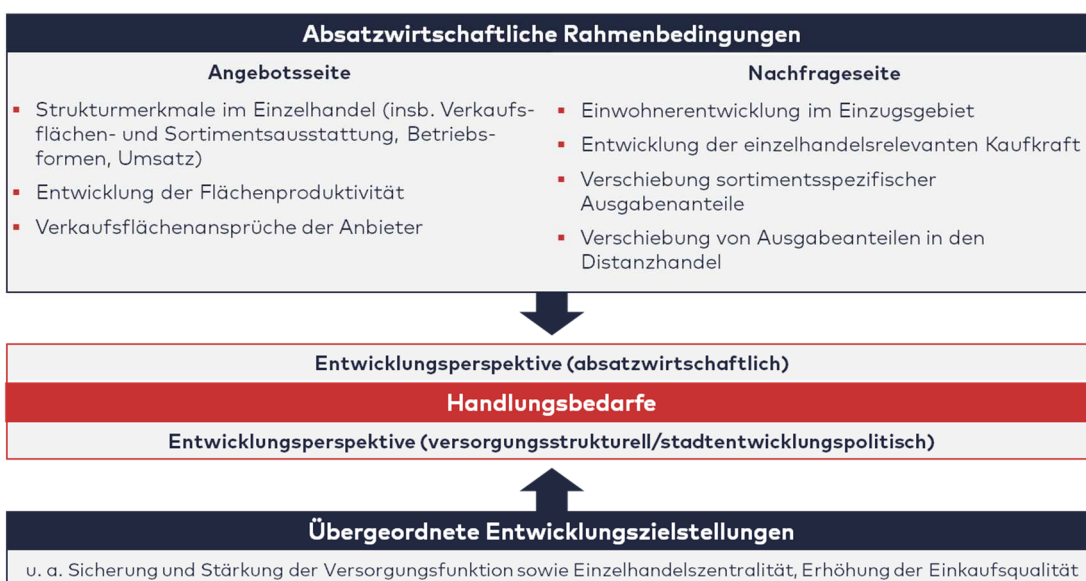 Absatzwirtschaftliche Rahmenbedingungen
Angebotsseite
▪ Strukturmerkmale im Einzelhandel (insb. Verkaufs-
flächen- und Sortimentsausstattung, Betriebs-
formen, Umsatz)
▪ Entwicklung der Flächenproduktivität
▪ Verkaufsflächenansprüche der Anbieter
Nachfrageseite
▪ Einwohnerentwicklung im Einzugsgebiet
▪ Entwicklung der einzelhandelsrelevanten Kaufkraft
▪ Verschiebung sortimentsspezifischer
Ausgabenanteile
▪ Verschiebung von Ausgabeanteilen in den
Distanzhandel
Entwicklungsperspektive (absatzwirtschaftlich)
Handlungsbedarfe
Entwicklungsperspektive (versorgungsstrukturell/stadtentwicklungspolitisch)
Übergeordnete Entwicklungszielstellungen
u. a. Sicherung und Stärkung der Versorgungsfunktion sowie Einzelhandelszentralität, Erhöhung der Einkaufsqualität